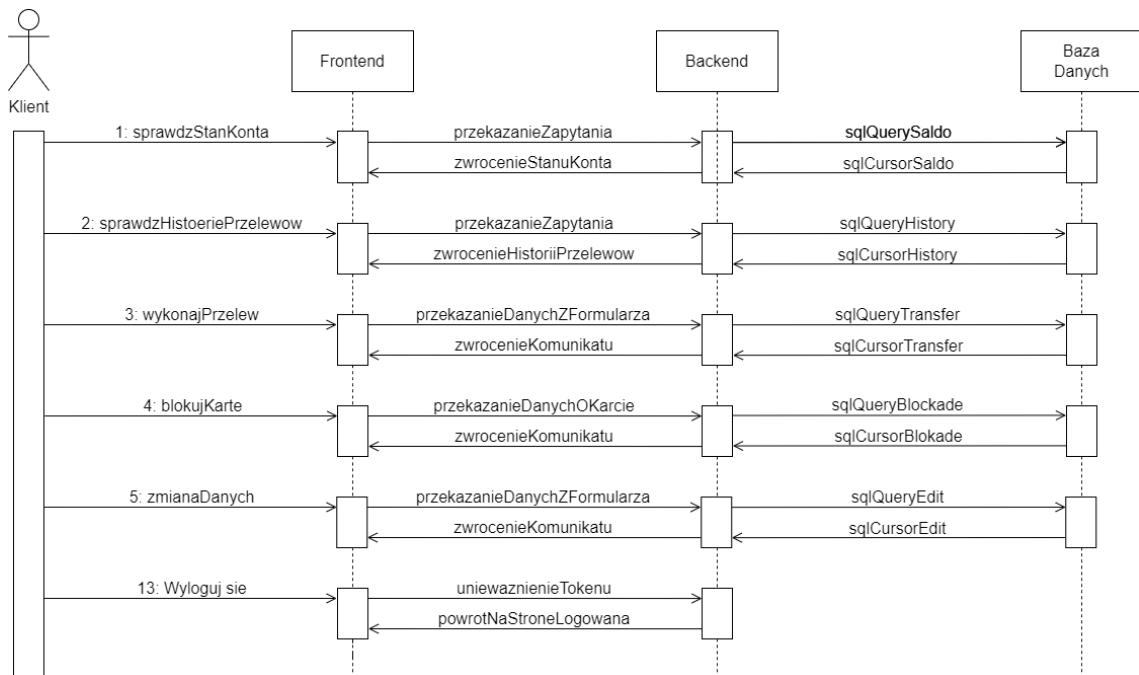 Klient
Frontend
Backend
Baza
Danych
1: sprawdzStanKonta
przekazanieZapytania
sqlQuerySaldo
zwrocenieStanuKonta
sqlCursorSaldo
2: sprawdzHistoeriePrzelewow
przekazanieZapytania
sqlQueryHistory
zwrocenieHistoriiPrzelewow
sqlCursorHistory
3: wykonajPrzelew
przekazanieDanychZFormularza
sqlQueryTransfer
zwrocenieKomunikatu
sqlCursorTransfer
4: blokujKarte
przekazanieDanychOKarcie
sqlQueryBlockade
zwrocenieKomunikatu
sqlCursorBlokade
5: zmianaDanych
przekazanieDanychZFormularza
sqlQueryEdit
zwrocenieKomunikatu
sqlCursorEdit
13: Wyloguj sie
uniewaznienieTokenu
powrotNaStroneLogowana